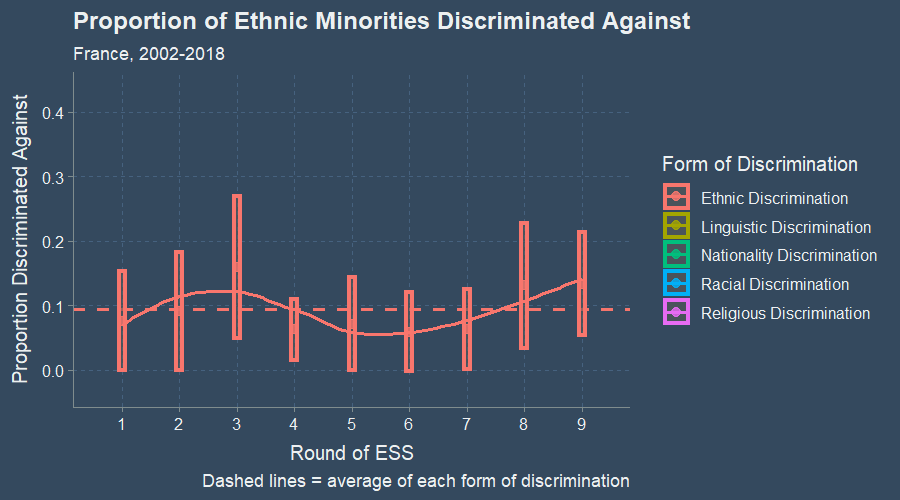 Proportion of Ethnic Minorities Discriminated Against
France, 2002-2018
Proportion Discriminated Against
0.4
0.3
0.2
0.1
0.0
1 2 3 4 5 6 7 8 9
Round of ESS
Dashed lines = average of each form of discrimination
Form of Discrimination
Ethnic Discrimination
Linguistic Discrimination
Nationality Discrimination
Racial Discrimination
Religious Discrimination